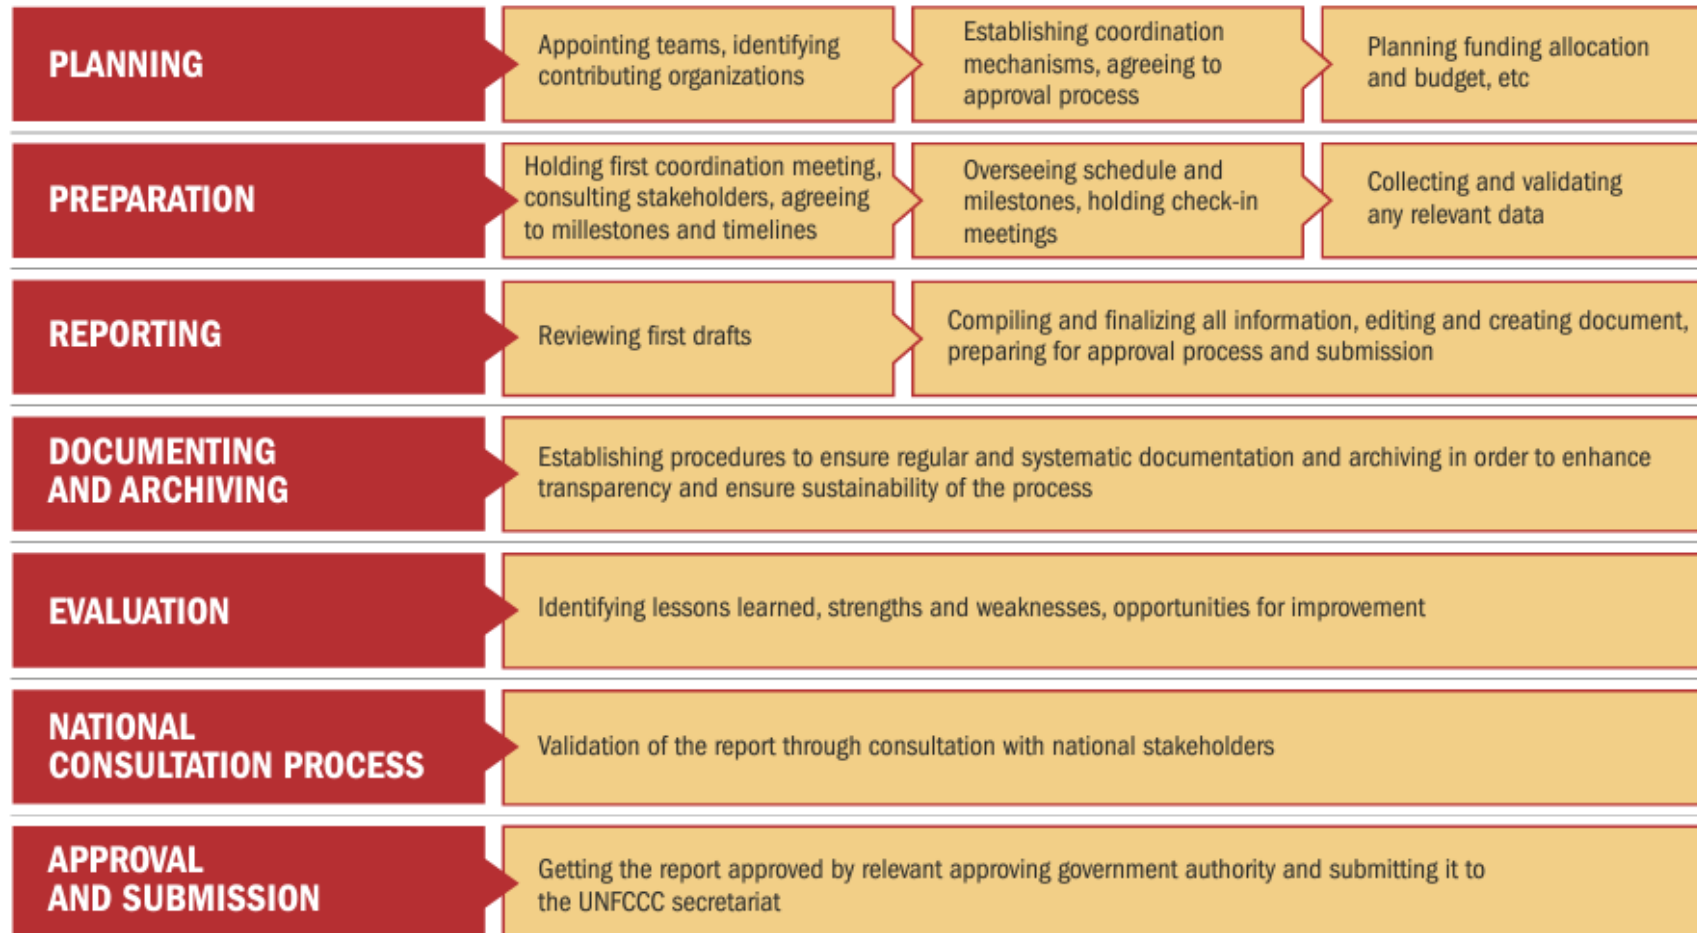 PLANNING
Appointing teams, identifying
contributing organizations
Establishing coordination
mechanisms, agreeing to
approval process
Planning funding allocation
and budget, etc
PREPARATION
Holding first coordination meeting,
consulting stakeholders, agreeing
to millestones and timelines
Overseeing schedule and
milestones, holding check-in
meetings
Collecting and validating
any relevant data
REPORTING
Reviewing first drafts
Compiling and finalizing all information, editing and creating document,
preparing for approval process and submission
DOCUMENTING
AND ARCHIVING
Establishing procedures to ensure regular and systematic documentation and archiving in order to enhance
transparency and ensure sustainability of the process
EVALUATION
Identifying lessons learned, strengths and weaknesses, opportunities for improvement
NATIONAL
CONSULTATION PROCESS
Validation of the report through consultation with national stakeholders
APPROVAL
AND SUBMISSION
Getting the report approved by relevant approving government authority and submitting it to
the UNFCCC secretariat